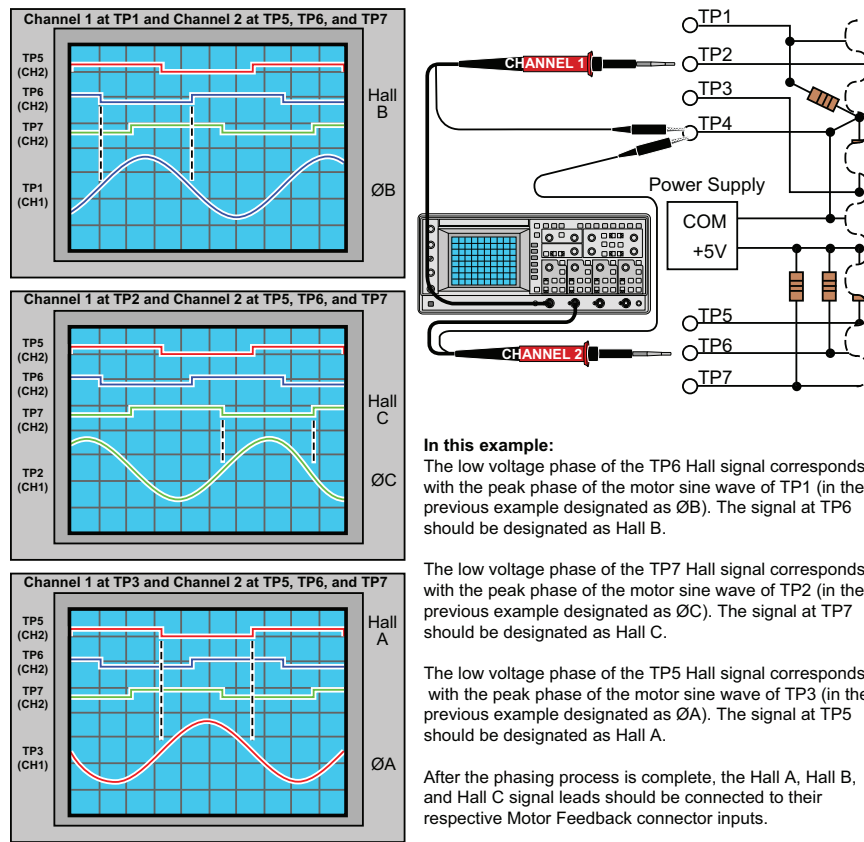 Channel 1 at TP1 and Channel 2 at TP5, TP6, and TP7
TP5
(CH2)
TP6
(CH2)
TP7
(CH2)
TP1
(CH1)
Hall
B
ØB
Channel 1 at TP2 and Channel 2 at TP5, TP6, and TP7
TP5
(CH2)
TP6
(CH2)
TP7
(CH2)
TP2
(CH1)
Hall
C
ØC
Channel 1 at TP3 and Channel 2 at TP5, TP6, and TP7
TP5
(CH2)
TP6
(CH2)
TP7
(CH2)
TP3
(CH1)
Hall
A
ØA
TP1
CHANNEL 1
TP2
TP3
TP4
Power Supply
COM
+5V
TP5
CHANNEL 2
TP6
TP7
In this example:
The low voltage phase of the TP6 Hall signal corresponds
with the peak phase of the motor sine wave of TP1 (in the
previous example designated as ØB). The signal at TP6
should be designated as Hall B.
The low voltage phase of the TP7 Hall signal corresponds
with the peak phase of the motor sine wave of TP2 (in the
previous example designated as ØC). The signal at TP7
should be designated as Hall C.
The low voltage phase of the TP5 Hall signal corresponds
with the peak phase of the motor sine wave of TP3 (in the
previous example designated as ØA). The signal at TP5
should be designated as Hall A.
After the phasing process is complete, the Hall A, Hall B,
and Hall C signal leads should be connected to their
respective Motor Feedback connector inputs.